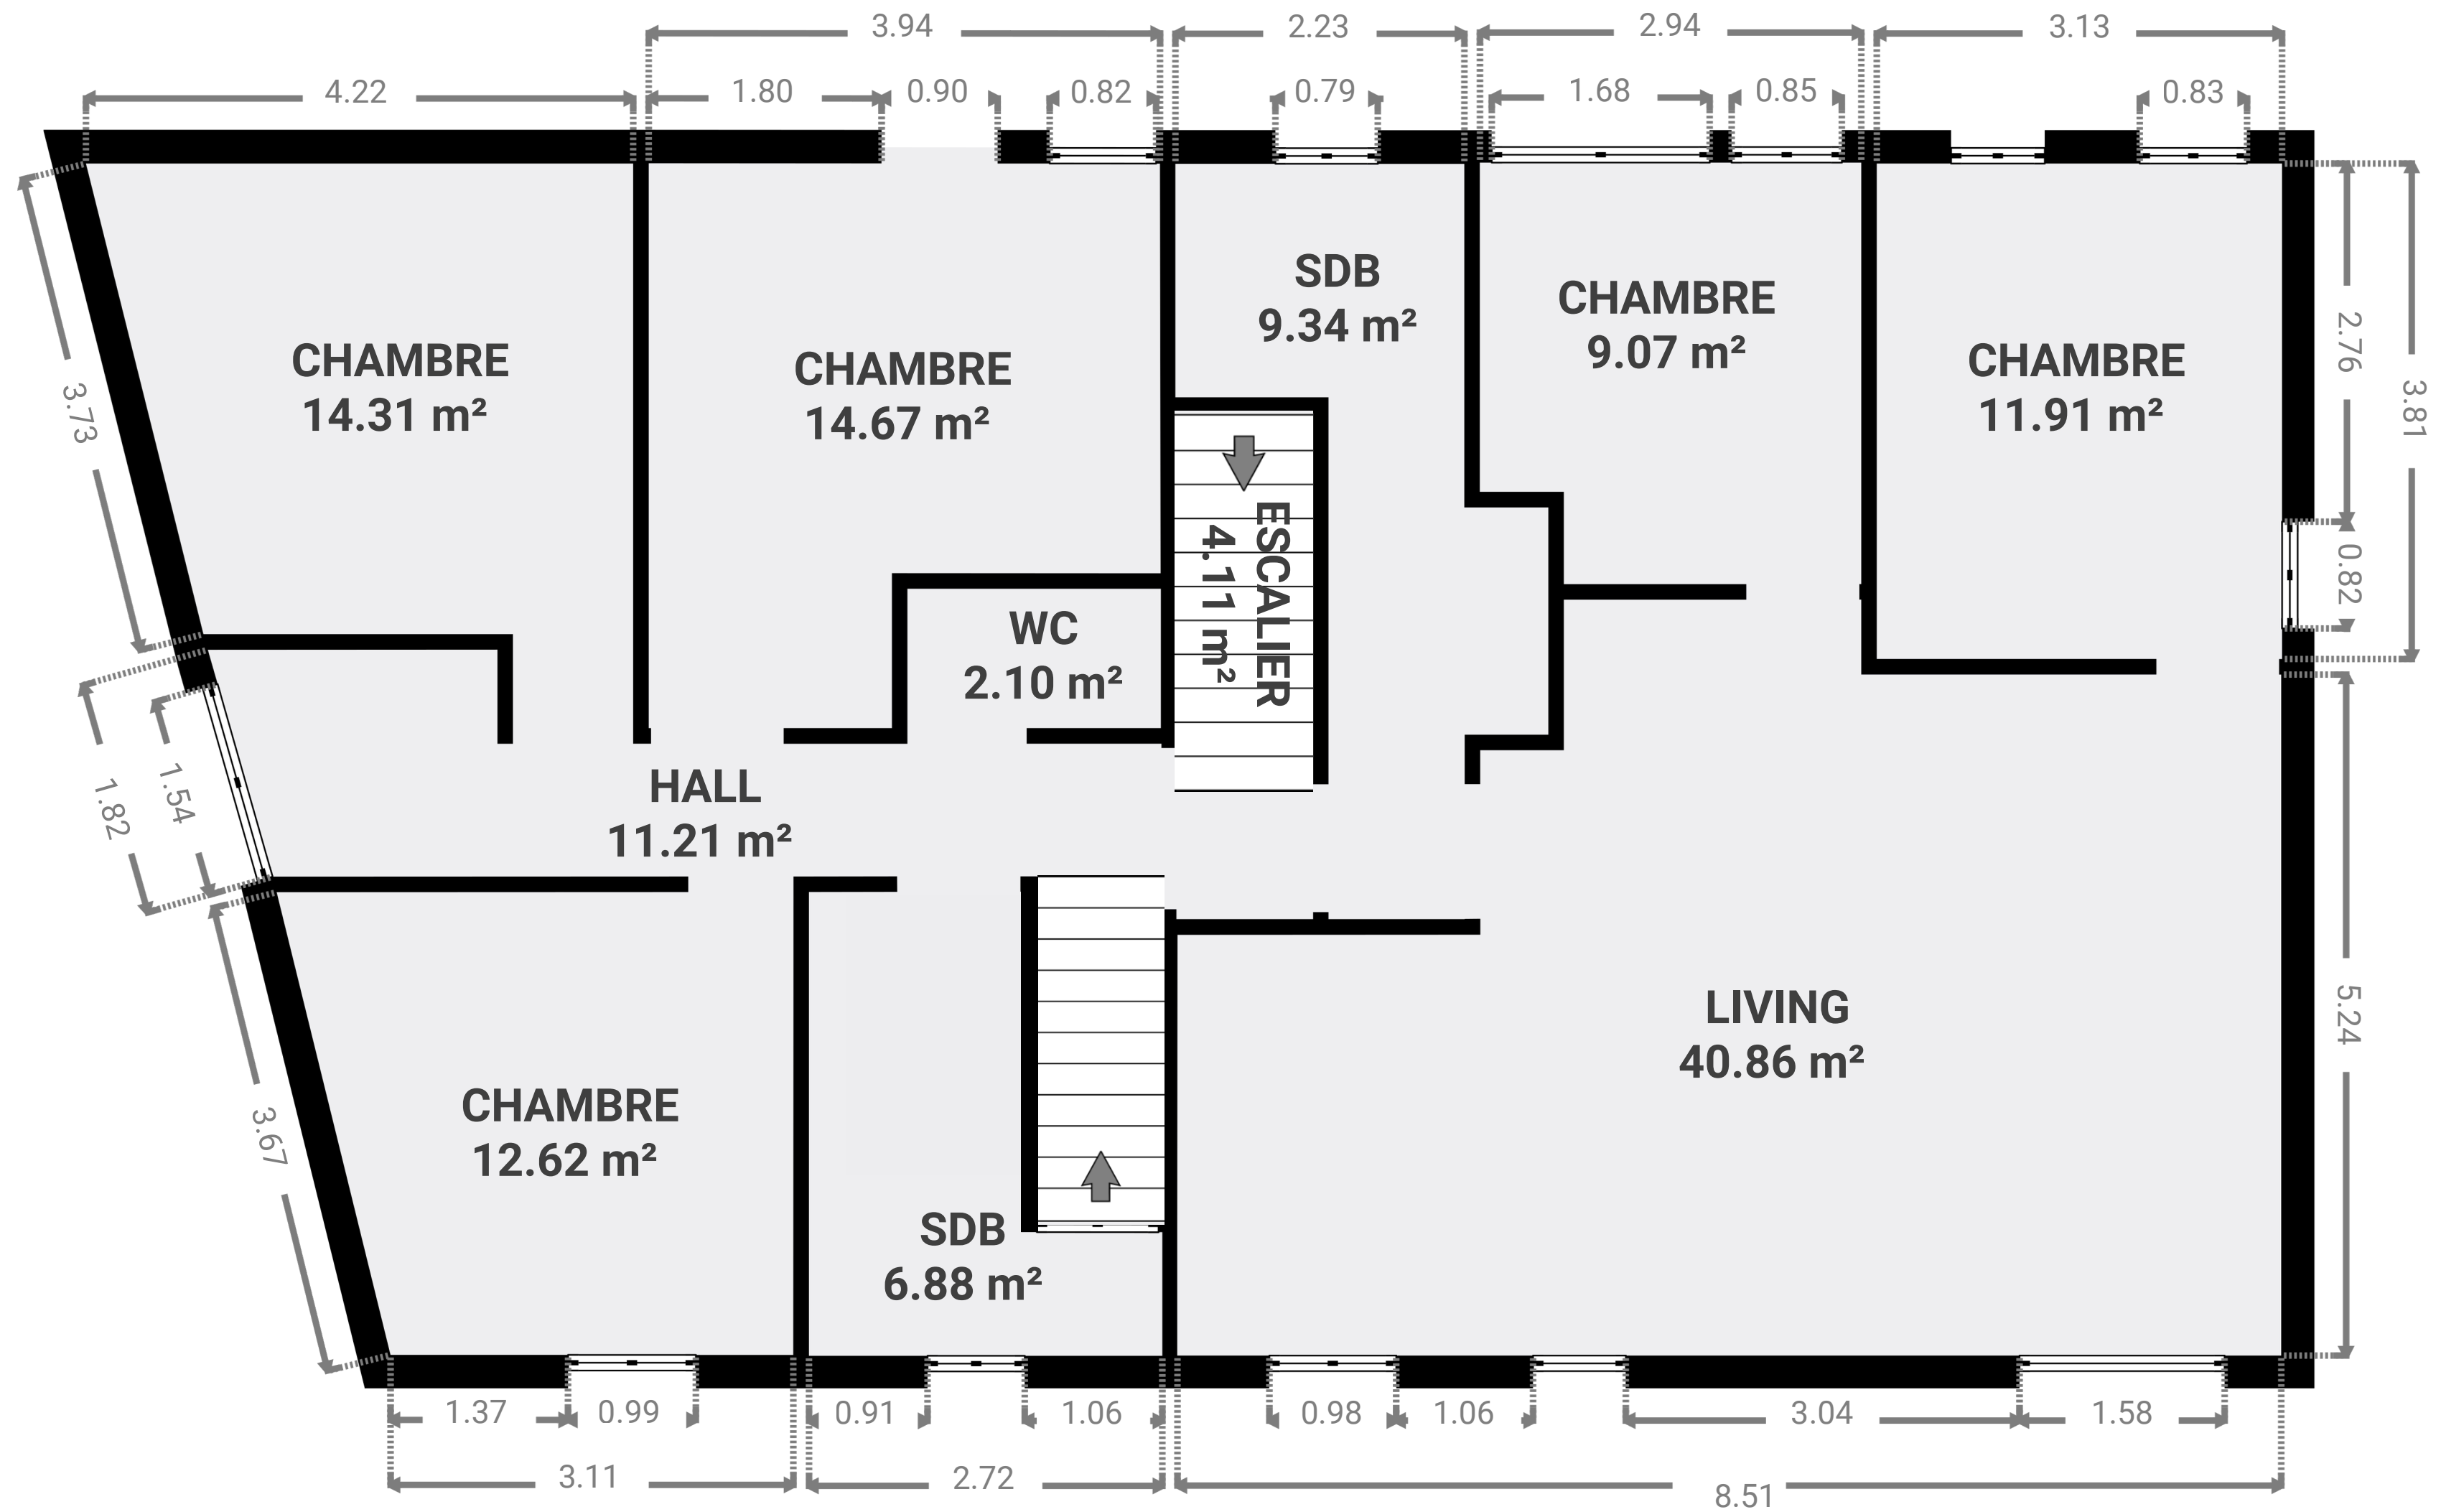 3.94
2.23
2.94
3.13
4.22
1.80
0.90
0.82
0.79
1.68
0.85
0.83
SDB
9.34 m²
CHAMBRE
9.07 m²
CHAMBRE
14.31 m²
CHAMBRE
14.67 m²
CHAMBRE
11.91 m²
2.76
3.81
3.73
ESCALIER
4.11 m²
0.82
WC
2.10 m²
HALL
11.21 m²
1.54
1.82
LIVING
40.86 m²
5.24
CHAMBRE
12.62 m²
3.67
SDB
6.88 m²
1.37
0.99
0.91
1.06
0.98
1.06
3.04
1.58
3.11
2.72
8.51